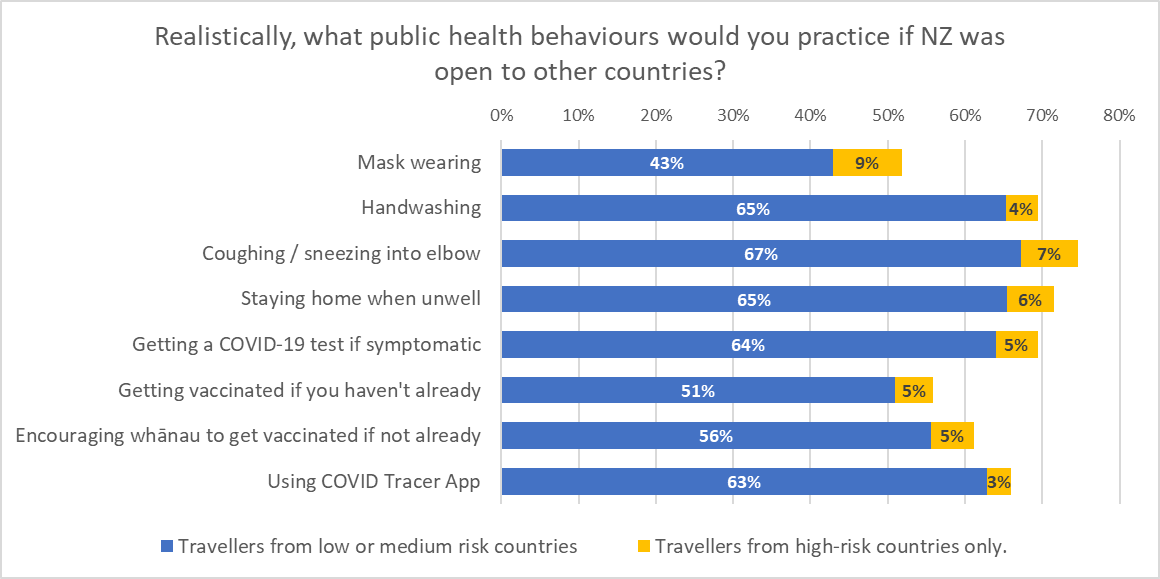 Realistically, what public health behaviours would you practice if NZ was
open to other countries?
0% 10% 20% 30% 40% 50% 60% 70% 80%
Mask wearing 43% 9%
Handwashing 65% 4%
Coughing / sneezing into elbow 67% 7%
Staying home when unwell 65% 6%
Getting a COVID-19 test if symptomatic 64% 5%
Getting vaccinated if you haven't already 51% 5%
Encouraging whānau to get vaccinated if not already 56% 5%
Using COVID Tracer App 63% 3%
Travellers from low or medium risk countries Travellers from high-risk countries only.